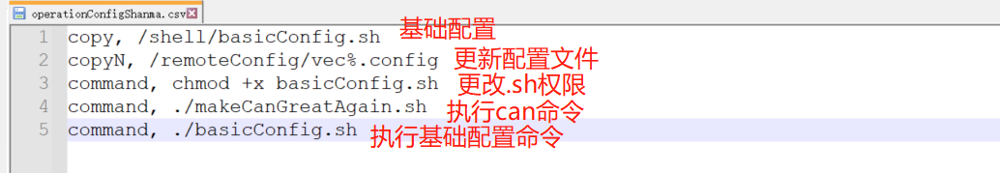 operationConfigShanma.csv
1 copy, /shell/basicConfig.sh 基础配置
2 copyN, /remoteConfig/vec%.config 更新配置文件
3 command, chmod +x basicConfig.sh 更改.sh权限
4 command, ./makeCanGreatAgain.sh 执行can命令
5 command, ./basicConfig.sh 执行基础配置命令